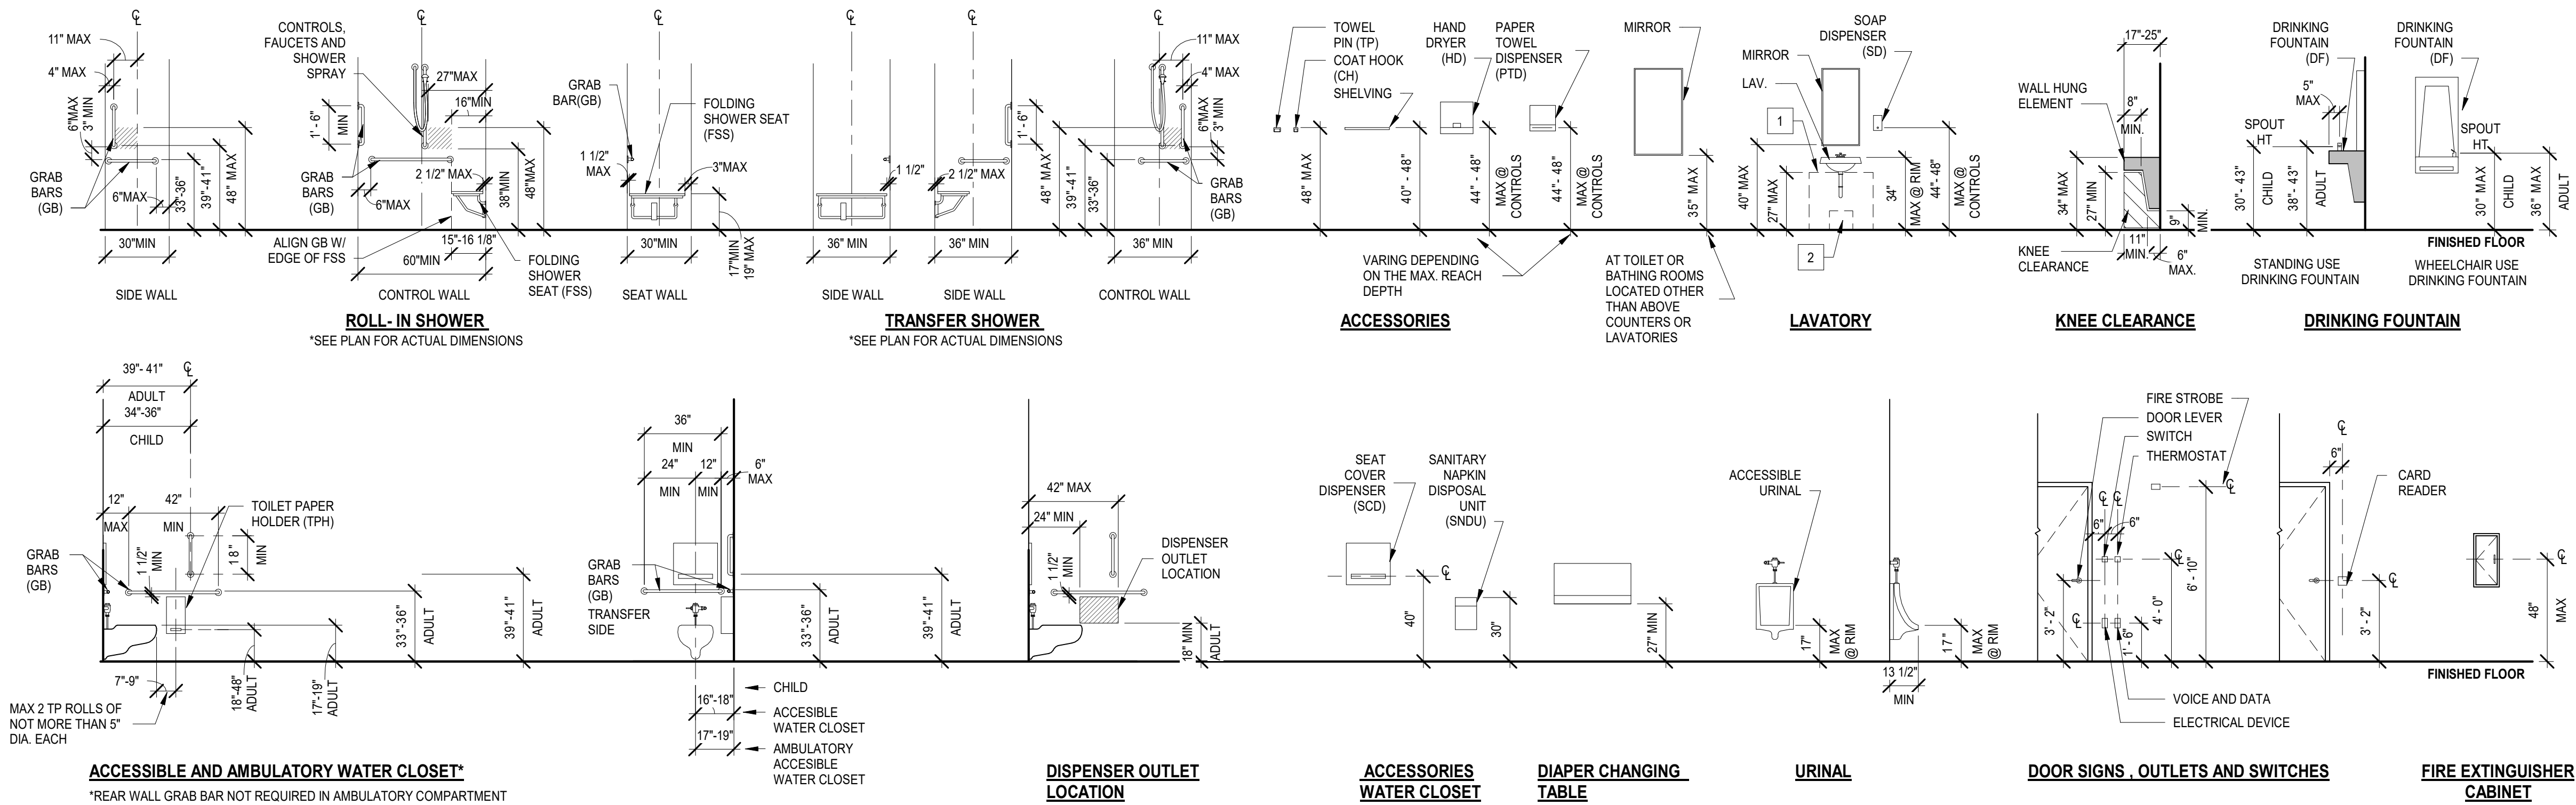 ℄
11" MAX
4" MAX
6"MAX
3" MIN
GRAB
BARS
(GB)
6"MAX
33"-36"
39"-41"
48" MAX
30"MIN
SIDE WALL
CONTROLS,
FAUCETS AND
SHOWER
SPRAY
℄
27"MAX
16"MIN
1' - 6"
MIN
GRAB
BARS
(GB)
2 1/2" MAX
6"MAX
38"MIN
48"MAX
ALIGN GB W/
EDGE OF FSS
15"-16 1/8"
60"MIN
FOLDING
SHOWER
SEAT (FSS)
CONTROL WALL
ROLL- IN SHOWER
*SEE PLAN FOR ACTUAL DIMENSIONS
℄
GRAB
BAR(GB)
FOLDING
SHOWER SEAT
(FSS)
1 1/2"
MAX
3"MAX
30"MIN
17"MIN
19" MAX
SEAT WALL
℄
1 1/2"
36" MIN
SIDE WALL
℄
1' - 6"
MIN
2 1/2" MAX
36" MIN
SIDE WALL
℄
11" MAX
4" MAX
6"MAX
3" MIN
48" MAX
39"-41"
33"-36"
GRAB
BARS
(GB)
36" MIN
CONTROL WALL
TRANSFER SHOWER
*SEE PLAN FOR ACTUAL DIMENSIONS
TOWEL
PIN (TP)
COAT HOOK
(CH)
SHELVING
HAND
DRYER
(HD)
PAPER
TOWEL
DISPENSER
(PTD)
48" MAX
40" - 48"
44" - 48"
MAX @
CONTROLS
44"- 48"
MAX @
CONTROLS
VARING DEPENDING
ON THE MAX. REACH
DEPTH
ACCESSORIES
MIRROR
35" MAX
AT TOILET OR
BATHING ROOMS
LOCATED OTHER
THAN ABOVE
COUNTERS OR
LAVATORIES
SOAP
DISPENSER
(SD)
MIRROR
LAV.
1
40" MAX
27" MAX
2
34"
MAX @ RIM
44"- 48"
MAX @
CONTROLS
LAVATORY
17"-25"
WALL HUNG
ELEMENT
8"
MIN.
34" MAX
27" MIN
9"
MIN.
KNEE
CLEARANCE
11"
MIN.
6"
MAX.
KNEE CLEARANCE
DRINKING
FOUNTAIN
(DF)
5"
MAX
SPOUT
HT
30" - 43"
CHILD
38"- 43"
ADULT
STANDING USE
DRINKING FOUNTAIN
DRINKING
FOUNTAIN
(DF)
SPOUT
HT
30" MAX
CHILD
36" MAX
ADULT
FINISHED FLOOR
WHEELCHAIR USE
DRINKING FOUNTAIN
DRINKING FOUNTAIN
39"- 41"
℄
ADULT
34"-36"
CHILD
12"
MAX
42"
MIN
TOILET PAPER
HOLDER (TPH)
1 1/2"
MIN
18"
MIN
GRAB
BARS
(GB)
33"-36"
ADULT
39"-41"
ADULT
7"-9"
18"-48"
ADULT
17"-19"
ADULT
MAX 2 TP ROLLS OF
NOT MORE THAN 5"
DIA. EACH
36"
MIN
24"
MIN
12"
MIN
6"
MAX
GRAB
BARS
(GB)
TRANSFER
SIDE
33"-36"
ADULT
39"-41"
ADULT
CHILD
16"-18"
ACCESIBLE
WATER CLOSET
17"-19"
AMBULATORY
ACCESIBLE
WATER CLOSET
ACCESSIBLE AND AMBULATORY WATER CLOSET*
*REAR WALL GRAB BAR NOT REQUIRED IN AMBULATORY COMPARTMENT
42" MAX
24" MIN
1 1/2"
MIN
DISPENSER
OUTLET
LOCATION
18" MIN
ADULT
DISPENSER OUTLET
LOCATION
SEAT
COVER
DISPENSER
(SCD)
SANITARY
NAPKIN
DISPOSAL
UNIT
(SNDU)
℄
40"
30"
ACCESSORIES
WATER CLOSET
27" MIN
DIAPER CHANGING
TABLE
ACCESSIBLE
URINAL
17"
MAX
@ RIM
13 1/2"
MIN
17"
MAX
@ RIM
URINAL
FIRE STROBE
DOOR LEVER
SWITCH
THERMOSTAT
℄
℄ ℄
6"
6"
℄
℄
3' - 2"
1'- 6"
4' - 0"
6' - 10"
VOICE AND DATA
ELECTRICAL DEVICE
℄
6"
CARD
READER
℄
3' - 2"
DOOR SIGNS , OUTLETS AND SWITCHES
℄
48"
MAX
FINISHED FLOOR
FIRE EXTINGUISHER
CABINET